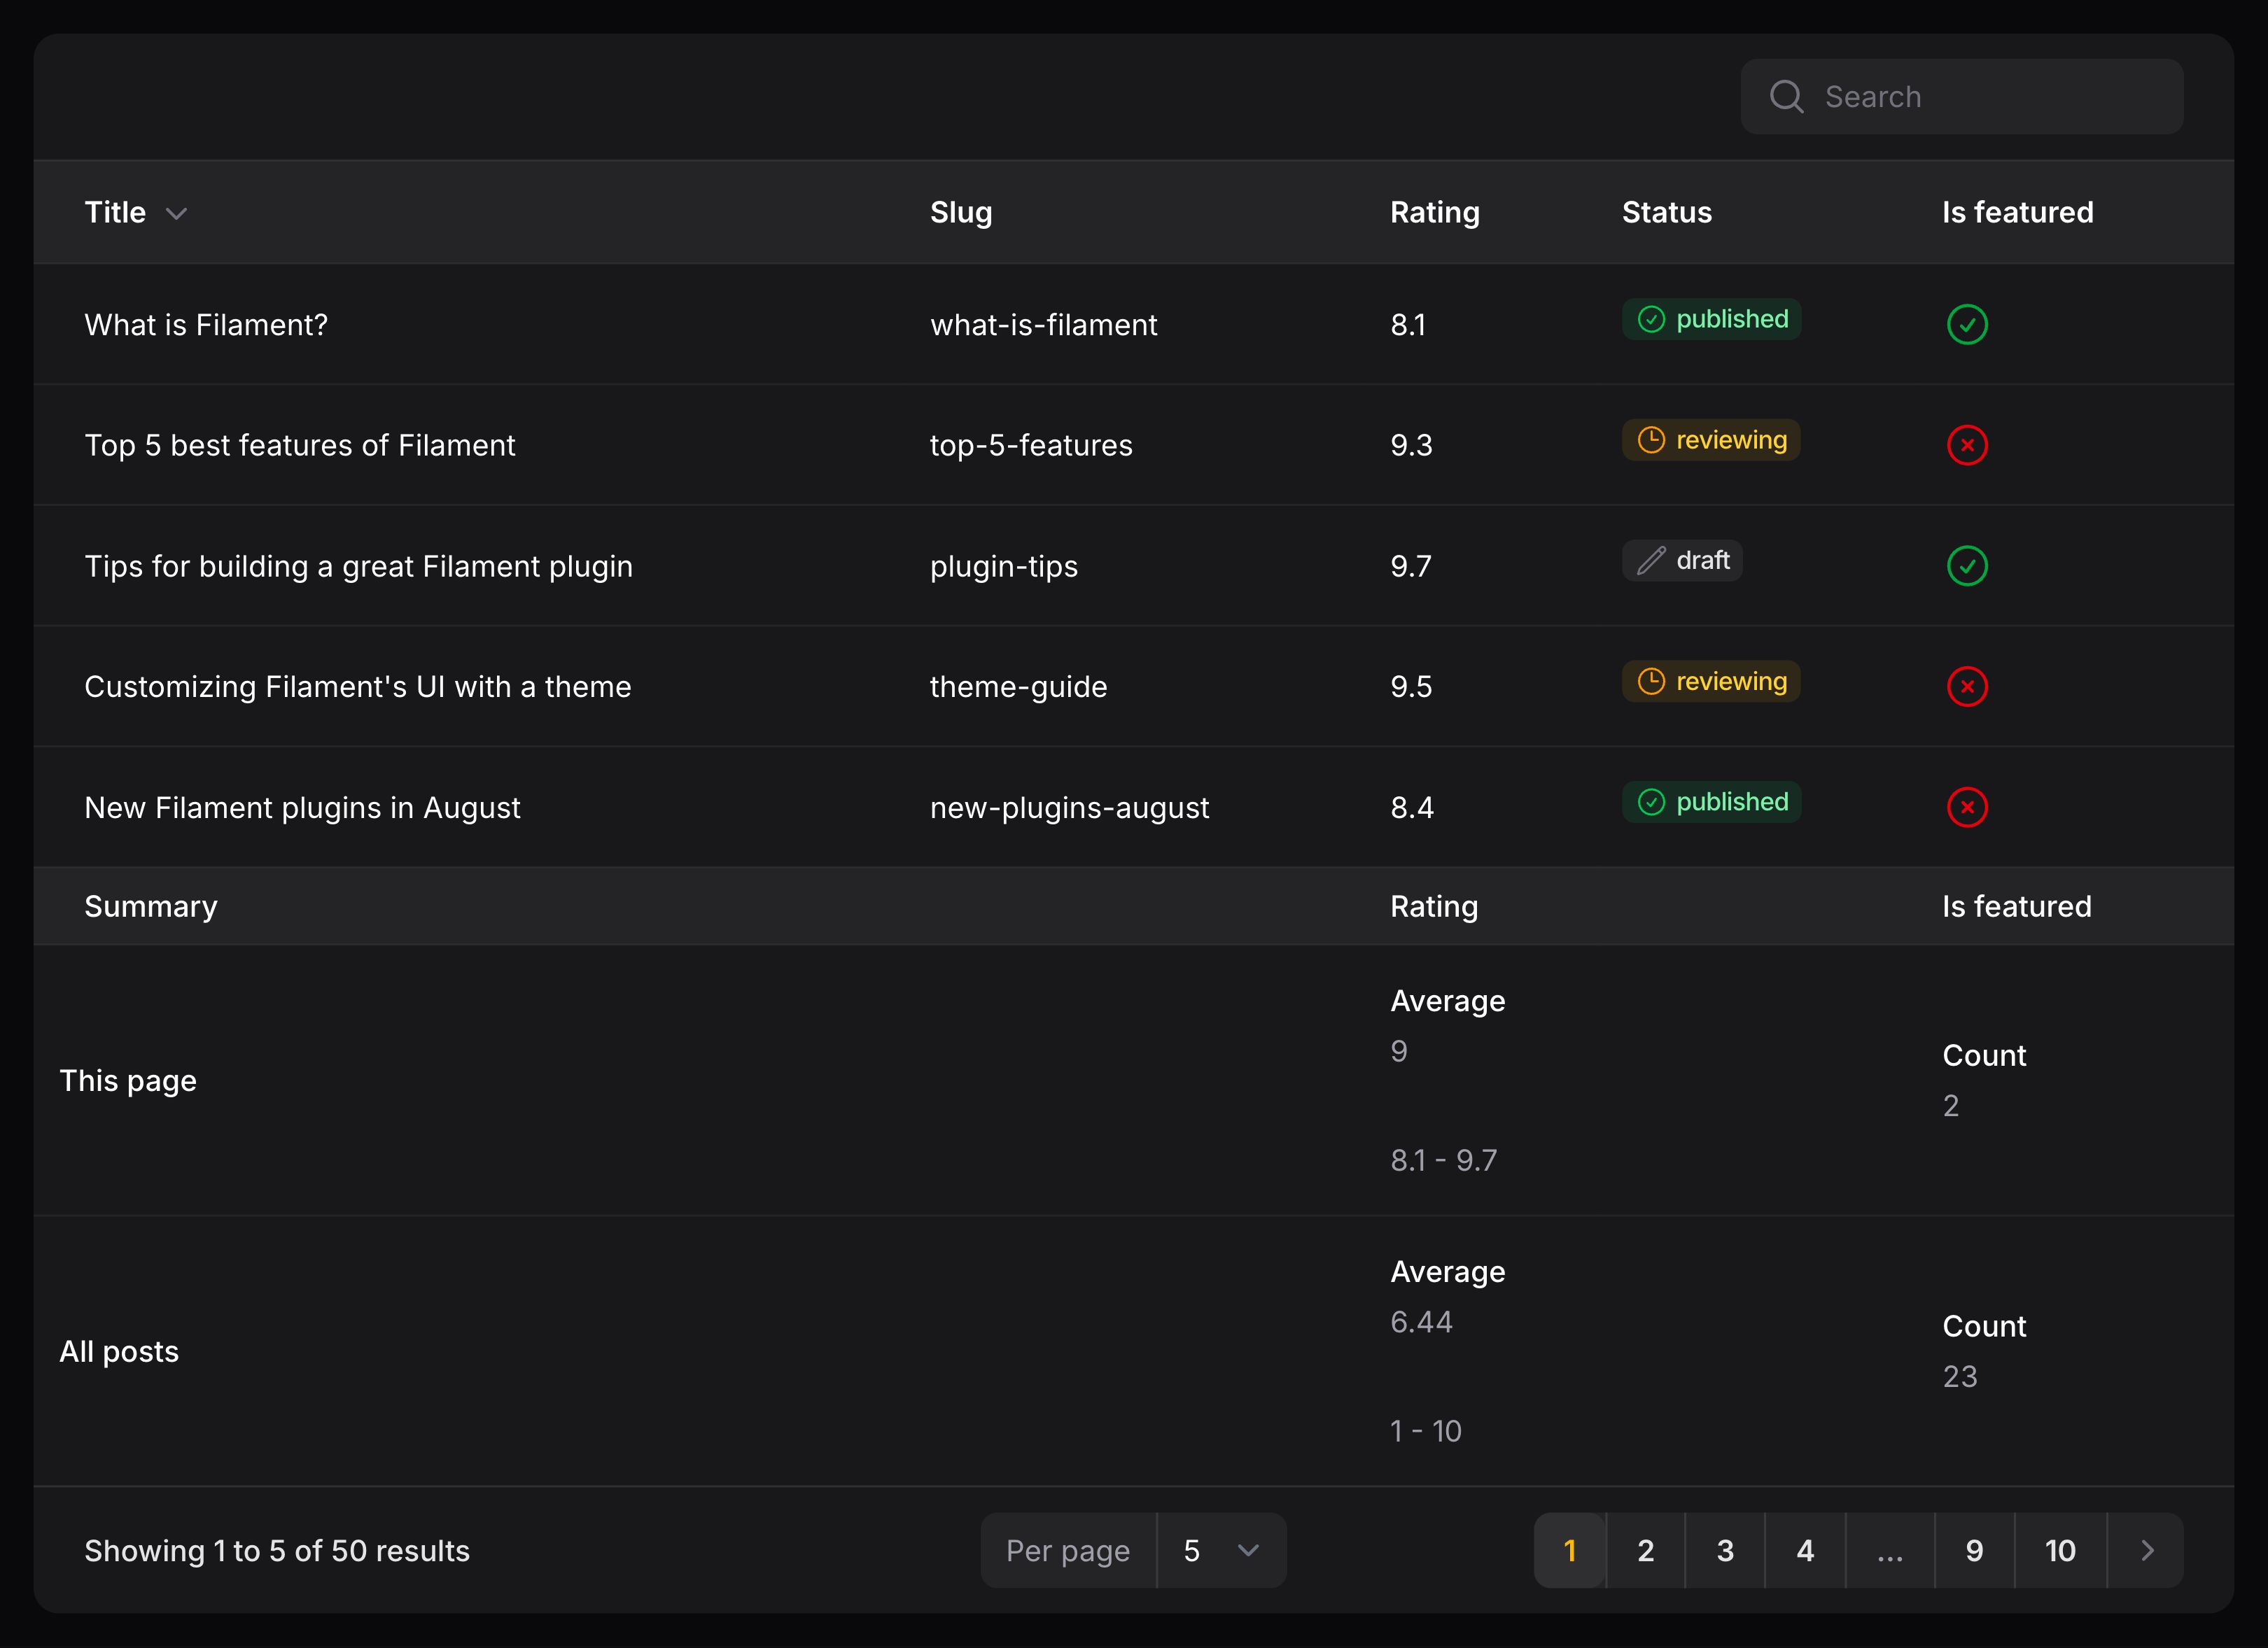 Search
Title Slug Rating Status Is featured
What is Filament? what-is-filament 8.1 published
Top 5 best features of Filament top-5-features 9.3 reviewing
Tips for building a great Filament plugin plugin-tips 9.7 draft
Customizing Filament's UI with a theme theme-guide 9.5 reviewing
New Filament plugins in August new-plugins-august 8.4 published
Summary Rating Is featured
Average
9
Count
This page
2
8.1 - 9.7
Average
6.44
Count
All posts
23
1 - 10
Showing 1 to 5 of 50 results Per page 5 1 2 3 4 ... 9 10